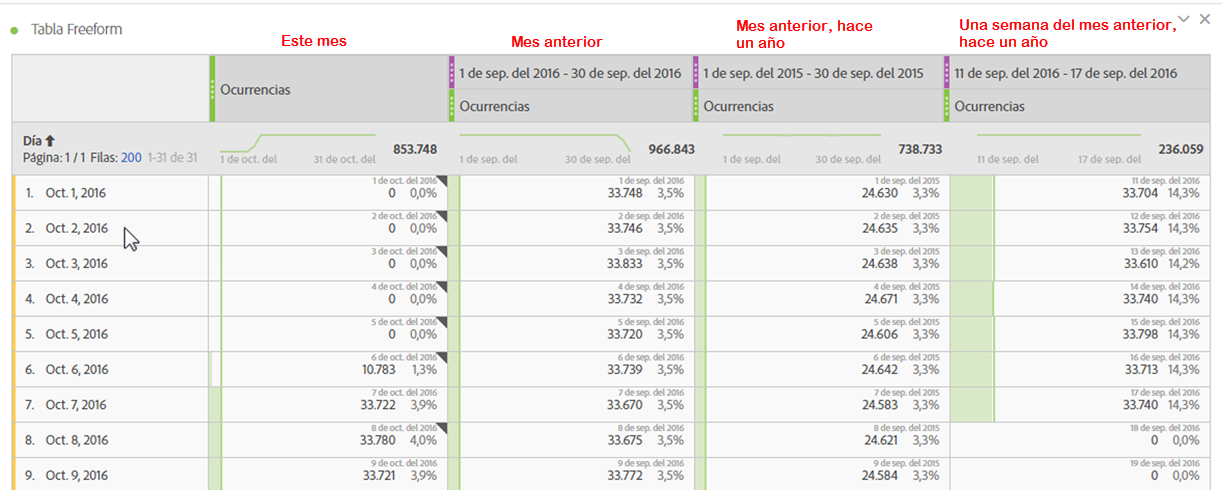 Tabla Freeform
Este mes
Mes anterior
Mes anterior, hace
un año
Una semana del mes anterior,
hace un año
Ocurrencias
1 de sep. del 2016 - 30 de sep. del 2016
Ocurrencias
1 de sep. del 2015 - 30 de sep. del 2015
Ocurrencias
11 de sep. del 2016 - 17 de sep. del 2016
Ocurrencias
Día
Página: 1 / 1 Filas: 200 1-31 de 31
1 de oct. del 31 de oct. del 853.748
1 de sep. del 30 de sep. del 966.843
1 de sep. del 30 de sep. del 738.733
11 de sep. del 17 de sep. del 236.059
1 de oct. del 2016 1 de sep. del 2016 1 de sep. del 2015 11 de sep. del 2016
1. Oct. 1, 2016 0 0,0% 33.748 3,5% 24.630 3,3% 33.704 14,3%
2 de oct. del 2016 2 de sep. del 2016 2 de sep. del 2015 12 de sep. del 2016
2. Oct. 2, 2016 0 0,0% 33.746 3,5% 24.635 3,3% 33.754 14,3%
3 de oct. del 2016 3 de sep. del 2016 3 de sep. del 2015 13 de sep. del 2016
3. Oct. 3, 2016 0 0,0% 33.833 3,5% 24.638 3,3% 33.610 14,2%
4 de oct. del 2016 4 de sep. del 2016 4 de sep. del 2015 14 de sep. del 2016
4. Oct. 4, 2016 0 0,0% 33.732 3,5% 24.671 3,3% 33.740 14,3%
5 de oct. del 2016 5 de sep. del 2016 5 de sep. del 2015 15 de sep. del 2016
5. Oct. 5, 2016 0 0,0% 33.720 3,5% 24.606 3,3% 33.798 14,3%
6 de oct. del 2016 6 de sep. del 2016 6 de sep. del 2015 16 de sep. del 2016
6. Oct. 6, 2016 10.783 1,3% 33.739 3,5% 24.642 3,3% 33.713 14,3%
7 de oct. del 2016 7 de sep. del 2016 7 de sep. del 2015 17 de sep. del 2016
7. Oct. 7, 2016 33.722 3,9% 33.670 3,5% 24.583 3,3% 33.740 14,3%
8 de oct. del 2016 8 de sep. del 2016 8 de sep. del 2015 18 de sep. del 2016
8. Oct. 8, 2016 33.780 4,0% 33.675 3,5% 24.621 3,3% 0 0,0%
9 de oct. del 2016 9 de sep. del 2016 9 de sep. del 2015 19 de sep. del 2016
9. Oct. 9, 2016 33.721 3,9% 33.772 3,5% 24.584 3,3% 0 0,0%